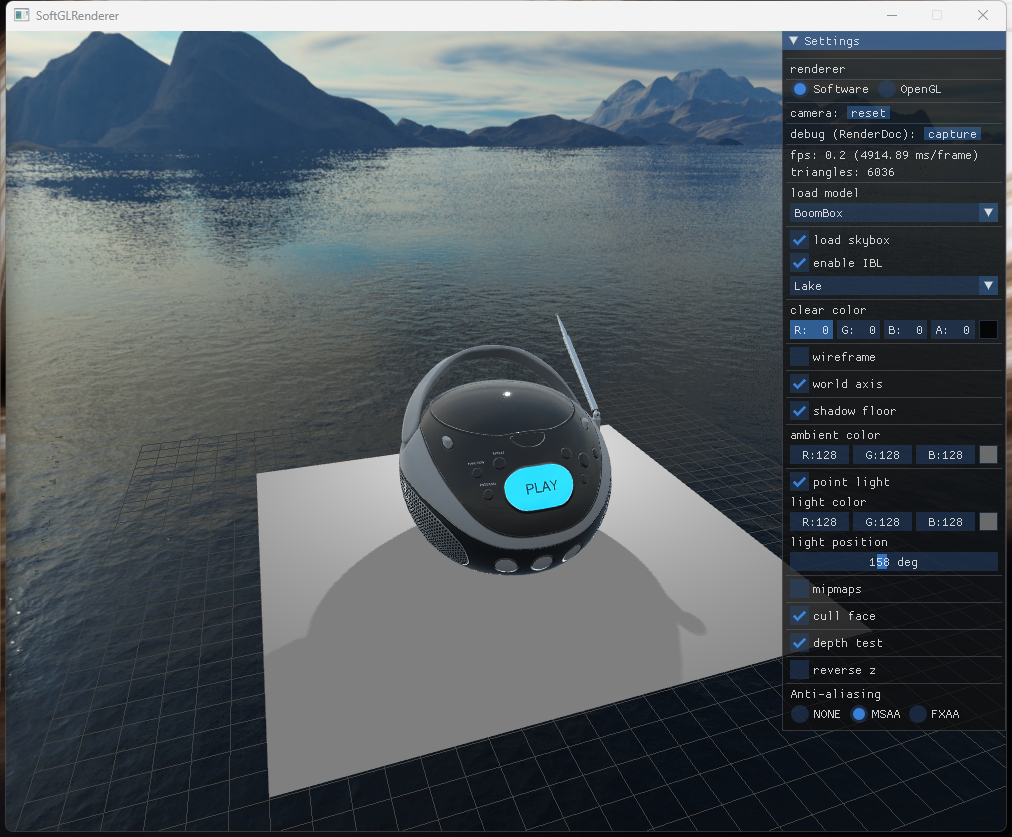 SoftGLRenderer
Settings
renderer
Software OpenGL
camera: reset
debug (RenderDoc): capture
fps: 0.2 (4914.89 ms/frame)
triangles: 6036
load model
BoomBox
load skybox
enable IBL
Lake
clear color
R: 0 G: 0 B: 0 A: 0
wireframe
world axis
shadow floor
ambient color
R:128 G:128 B:128
point light
light color
R:128 G:128 B:128
light position
158 deg
mipmaps
cull face
depth test
reverse z
Anti-aliasing
NONE MSAA FXAA
PLAY